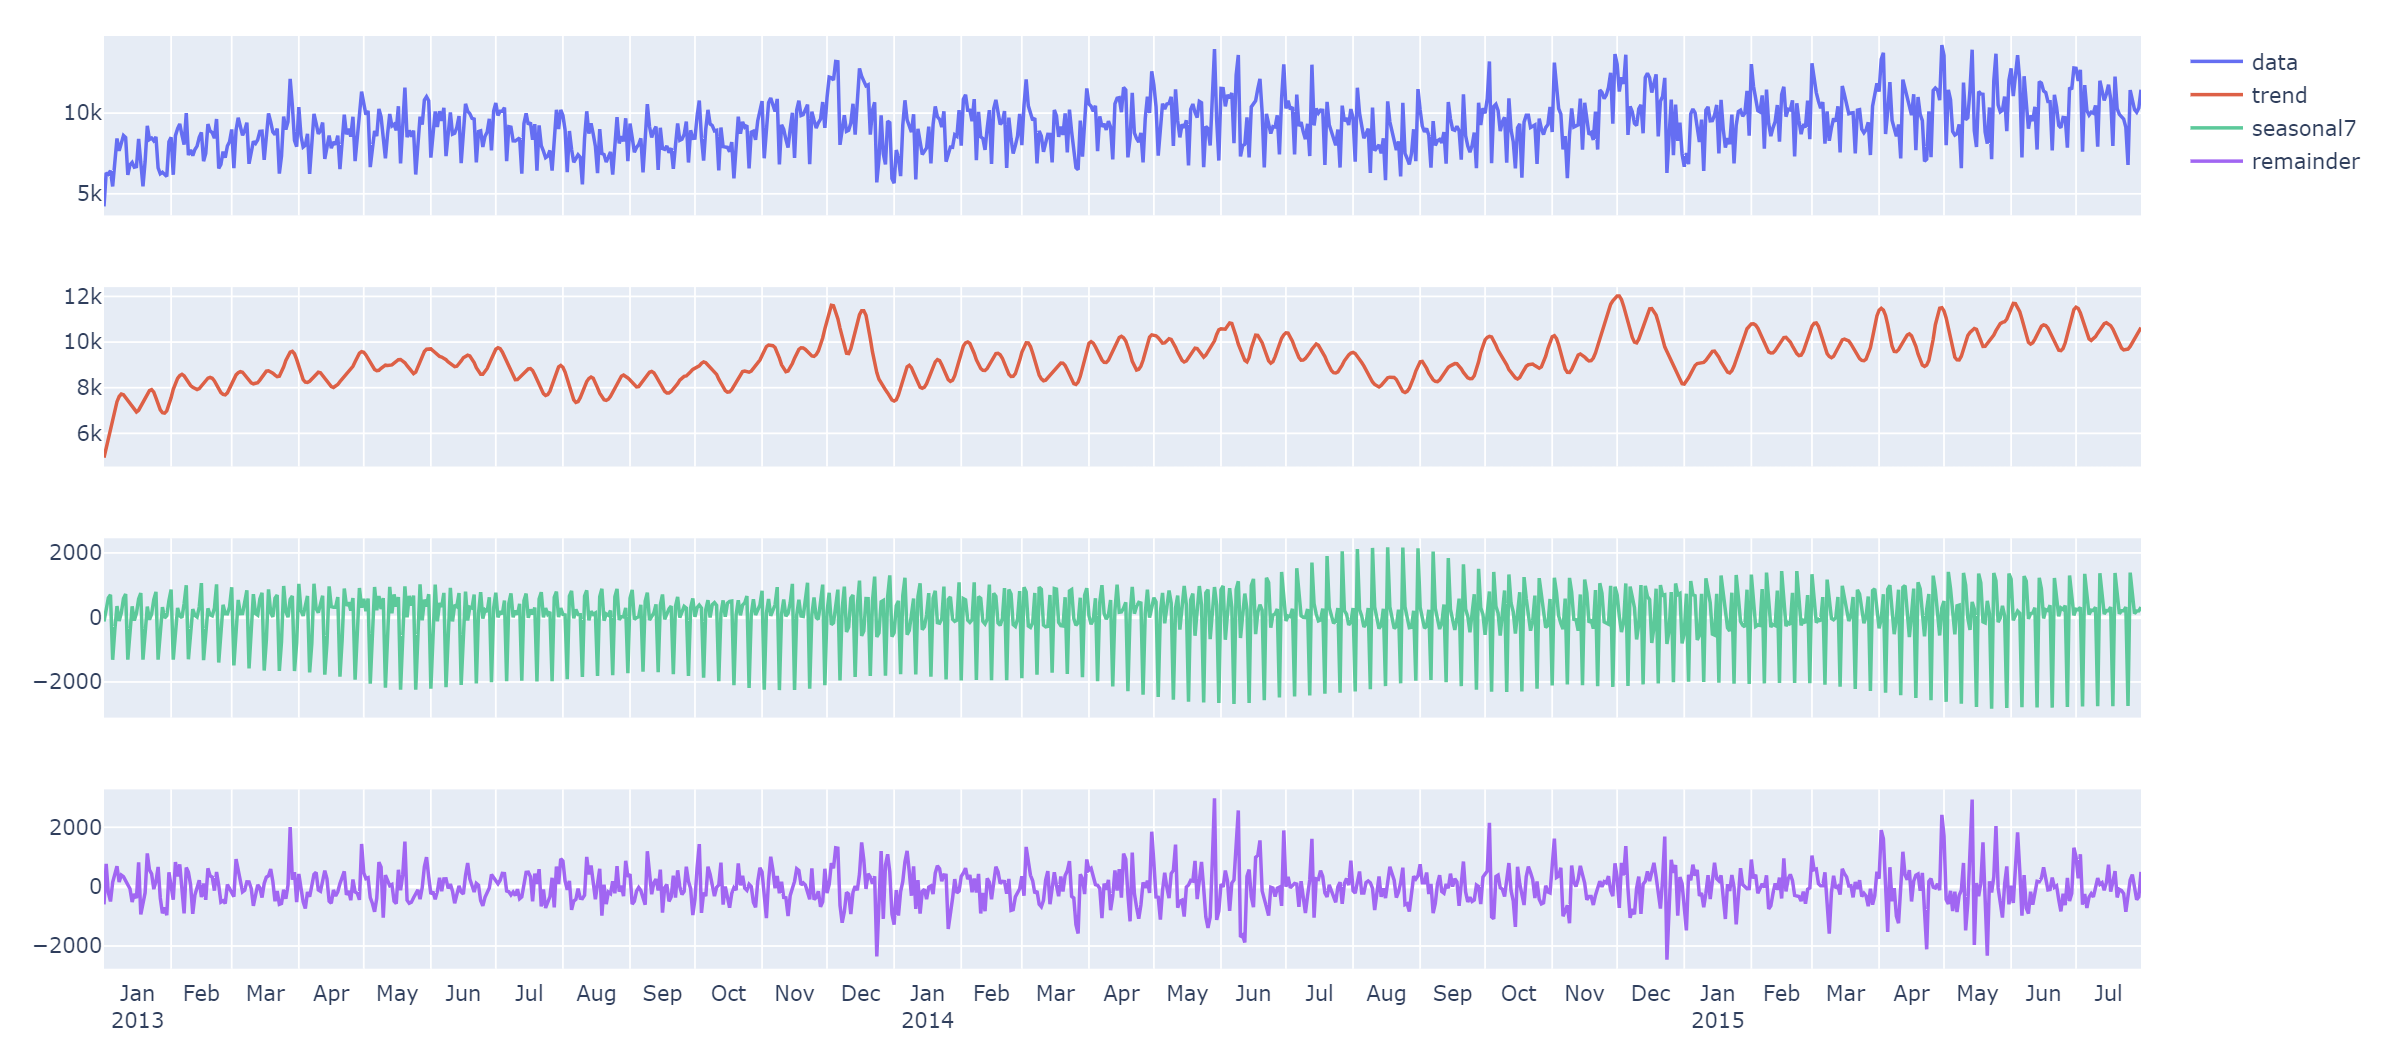 data
trend
seasonal7
remainder
10k
5k
12k
10k
8k
6k
2000
0
−2000
2000
0
−2000
Jan Feb Mar Apr May Jun Jul Aug Sep Oct Nov Dec Jan Feb Mar Apr May Jun Jul Aug Sep Oct Nov Dec Jan Feb Mar Apr May Jun Jul
2013 2014 2015